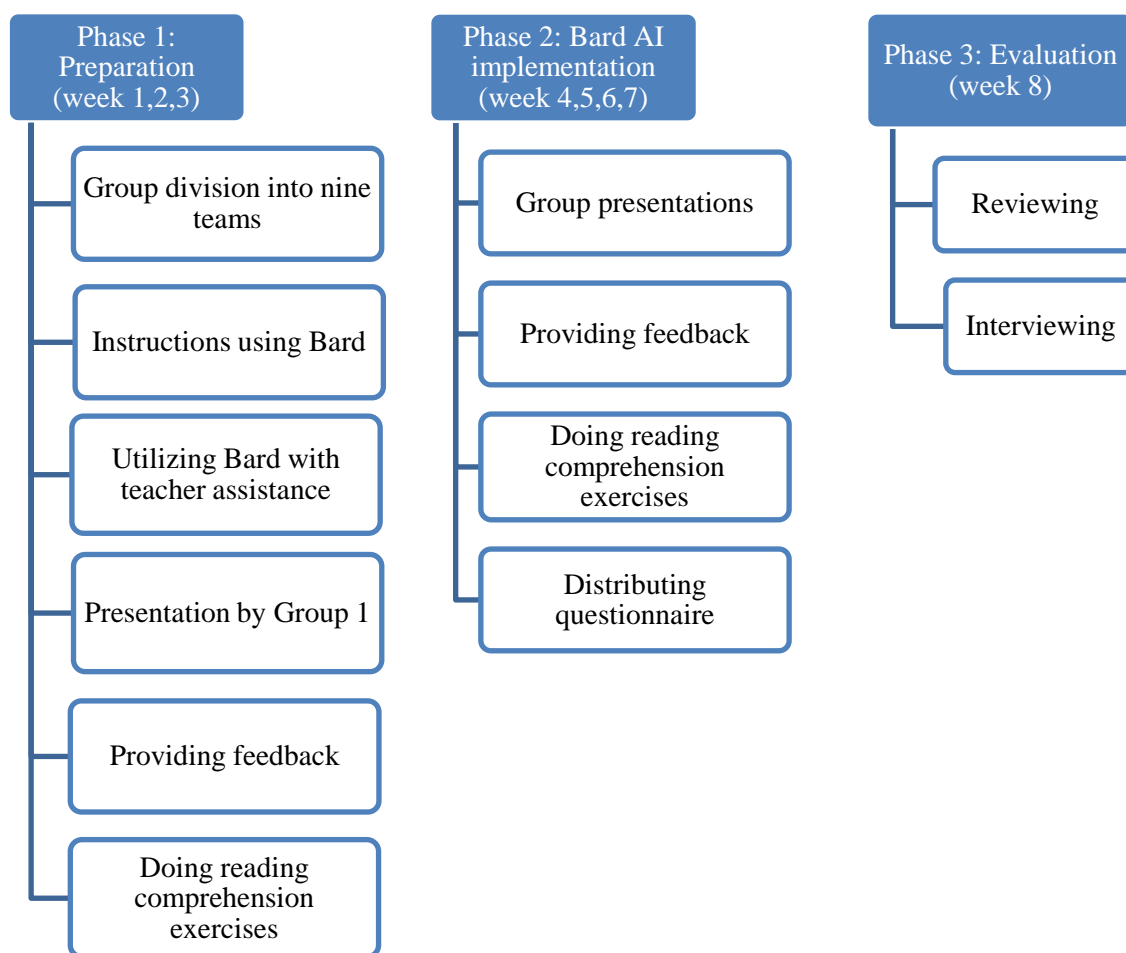 Phase 1:
Preparation
(week 1,2,3)
Group division into nine
teams
Instructions using Bard
Utilizing Bard with
teacher assistance
Presentation by Group 1
Providing feedback
Doing reading
comprehension
exercises
Phase 2: Bard AI
implementation
(week 4,5,6,7)
Group presentations
Providing feedback
Doing reading
comprehension
exercises
Distributing
questionnaire
Phase 3: Evaluation
(week 8)
Reviewing
Interviewing